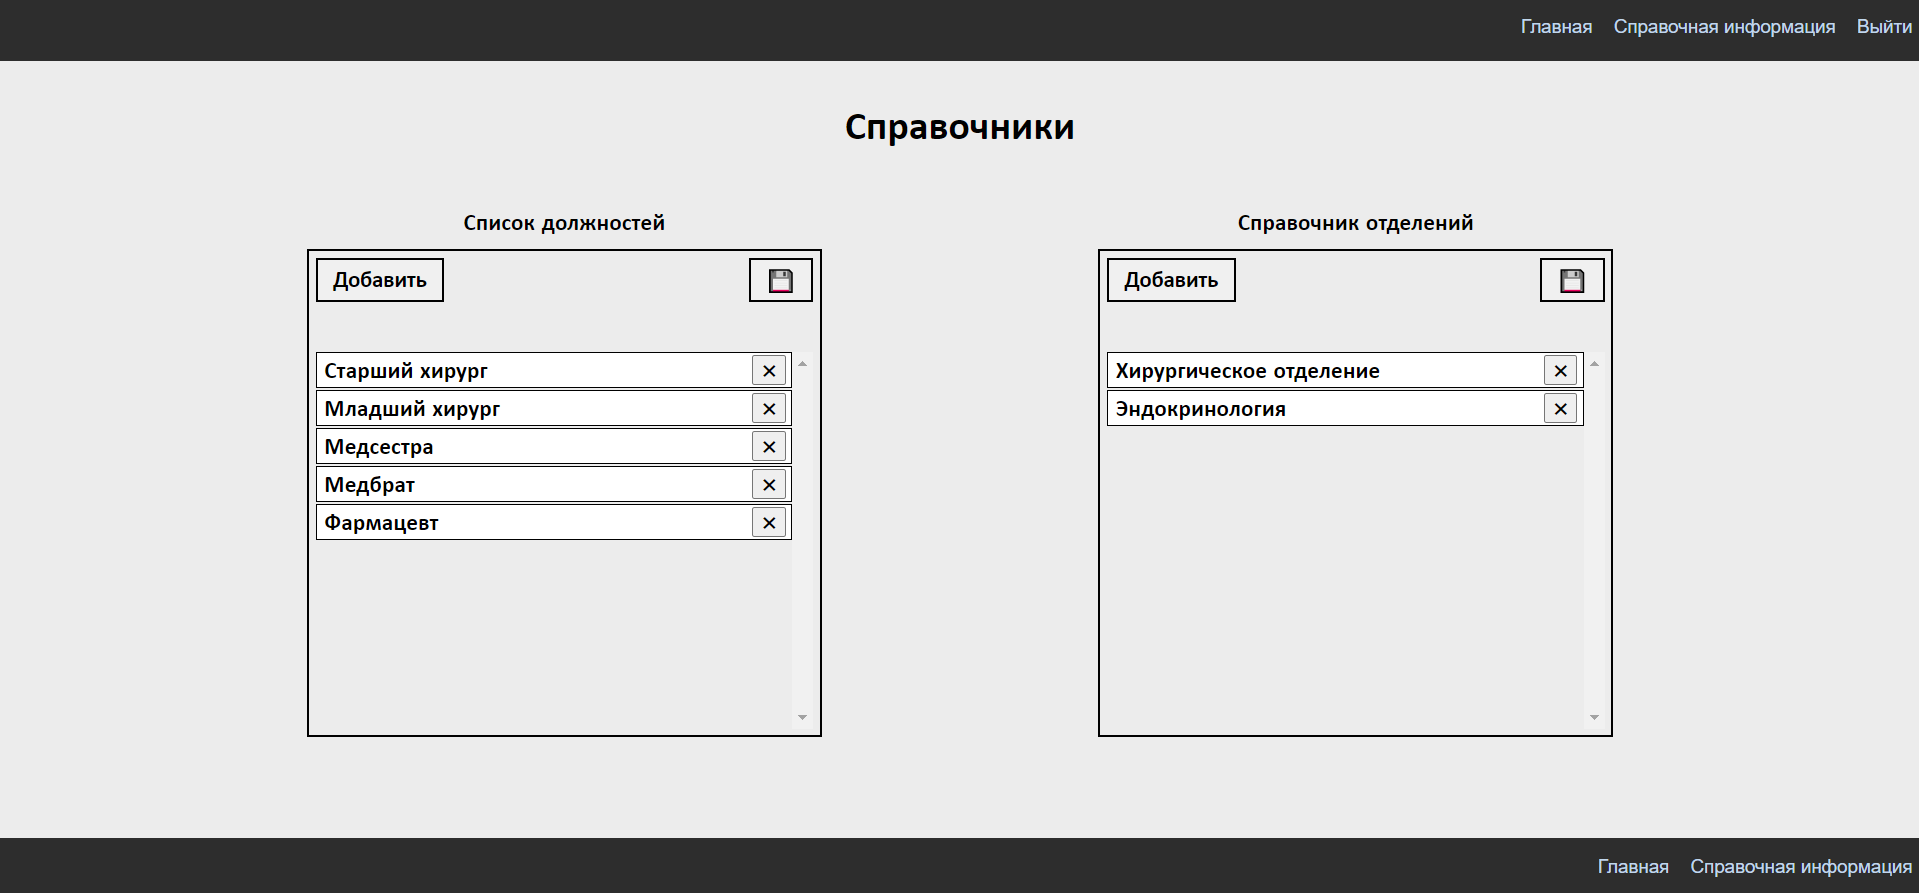 Главная Справочная информация Выйти
Справочники
Список должностей
Добавить
Старший хирург
Младший хирург
Медсестра
Медбрат
Фармацевт
Справочник отделений
Добавить
Хирургическое отделение
Эндокринология
Главная Справочная информация